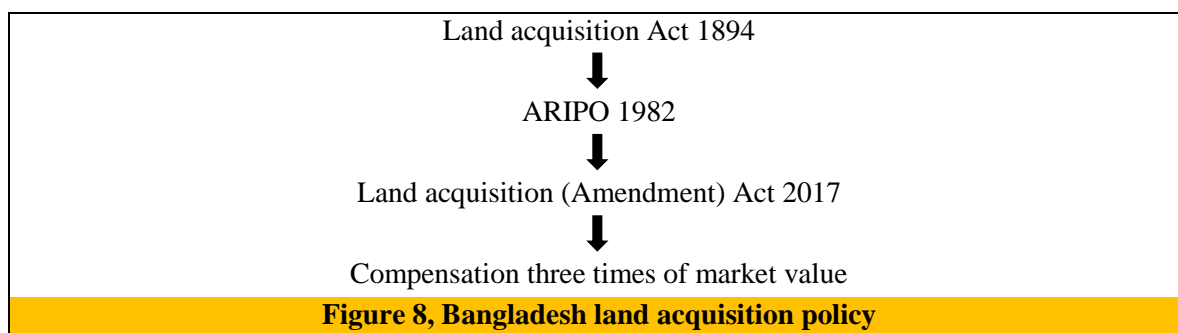 Land acquisition Act 1894
ARIPO 1982
Land acquisition (Amendment) Act 2017
Compensation three times of market value
Figure 8, Bangladesh land acquisition policy